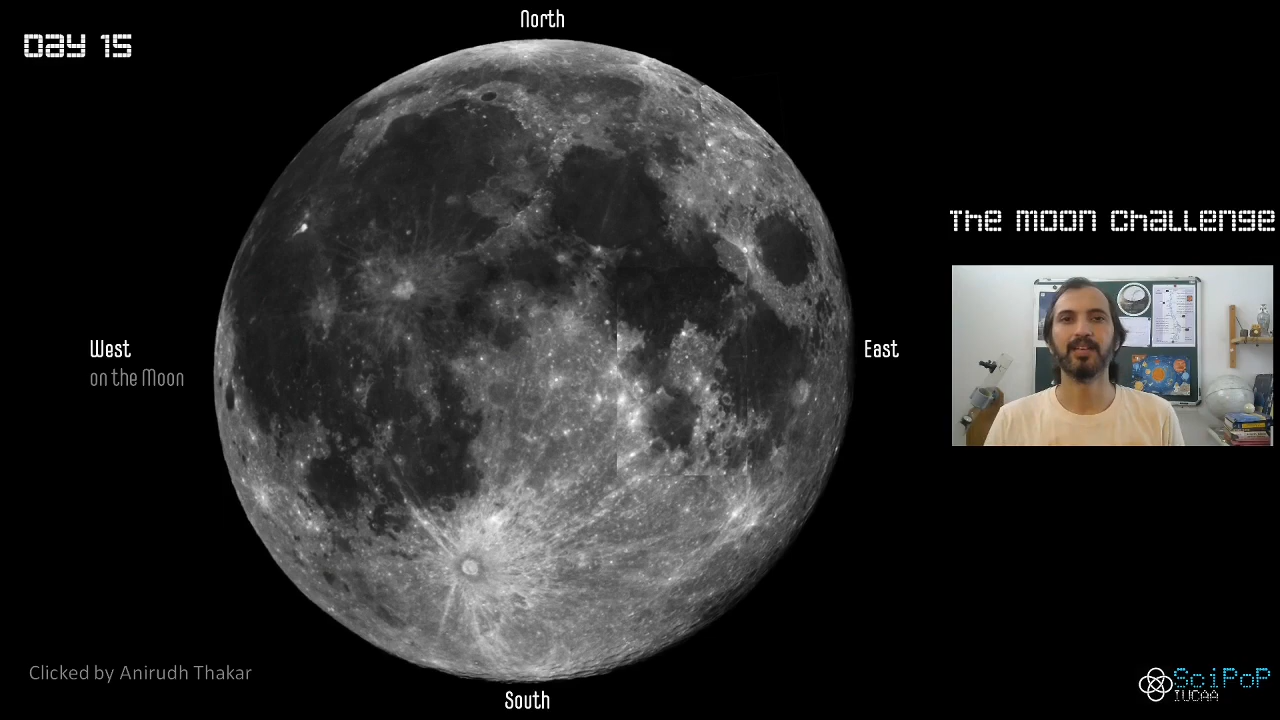 North
Day 15
The Moon Challenge
West
on the Moon
East
Clicked by Anirudh Thakar
SciPoP
IUCAA
South